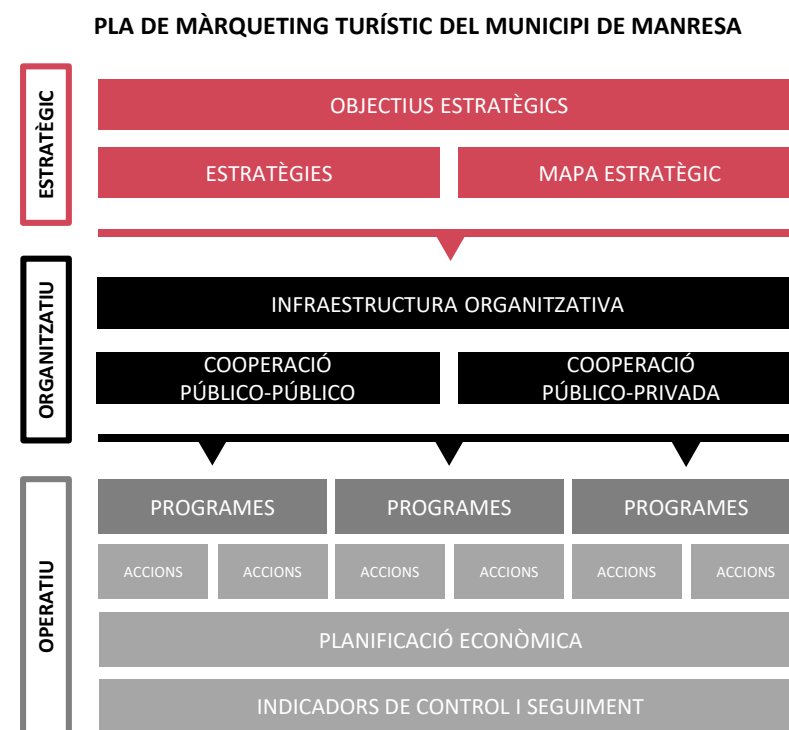 PLA DE MÀRQUETING TURÍSTIC DEL MUNICIPI DE MANRESA
ESTRATÈGIC
OBJECTIUS ESTRATÈGICS
ESTRATÈGIES
MAPA ESTRATÈGIC
ORGANITZATIU
INFRAESTRUCTURA ORGANITZATIVA
COOPERACIÓ
PÚBLICO-PÚBLICO
COOPERACIÓ
PÚBLICO-PRIVADA
OPERATIU
PROGRAMES
PROGRAMES
PROGRAMES
ACCIONS
ACCIONS
ACCIONS
ACCIONS
ACCIONS
ACCIONS
PLANIFICACIÓ ECONÒMICA
INDICADORS DE CONTROL I SEGUIMENT